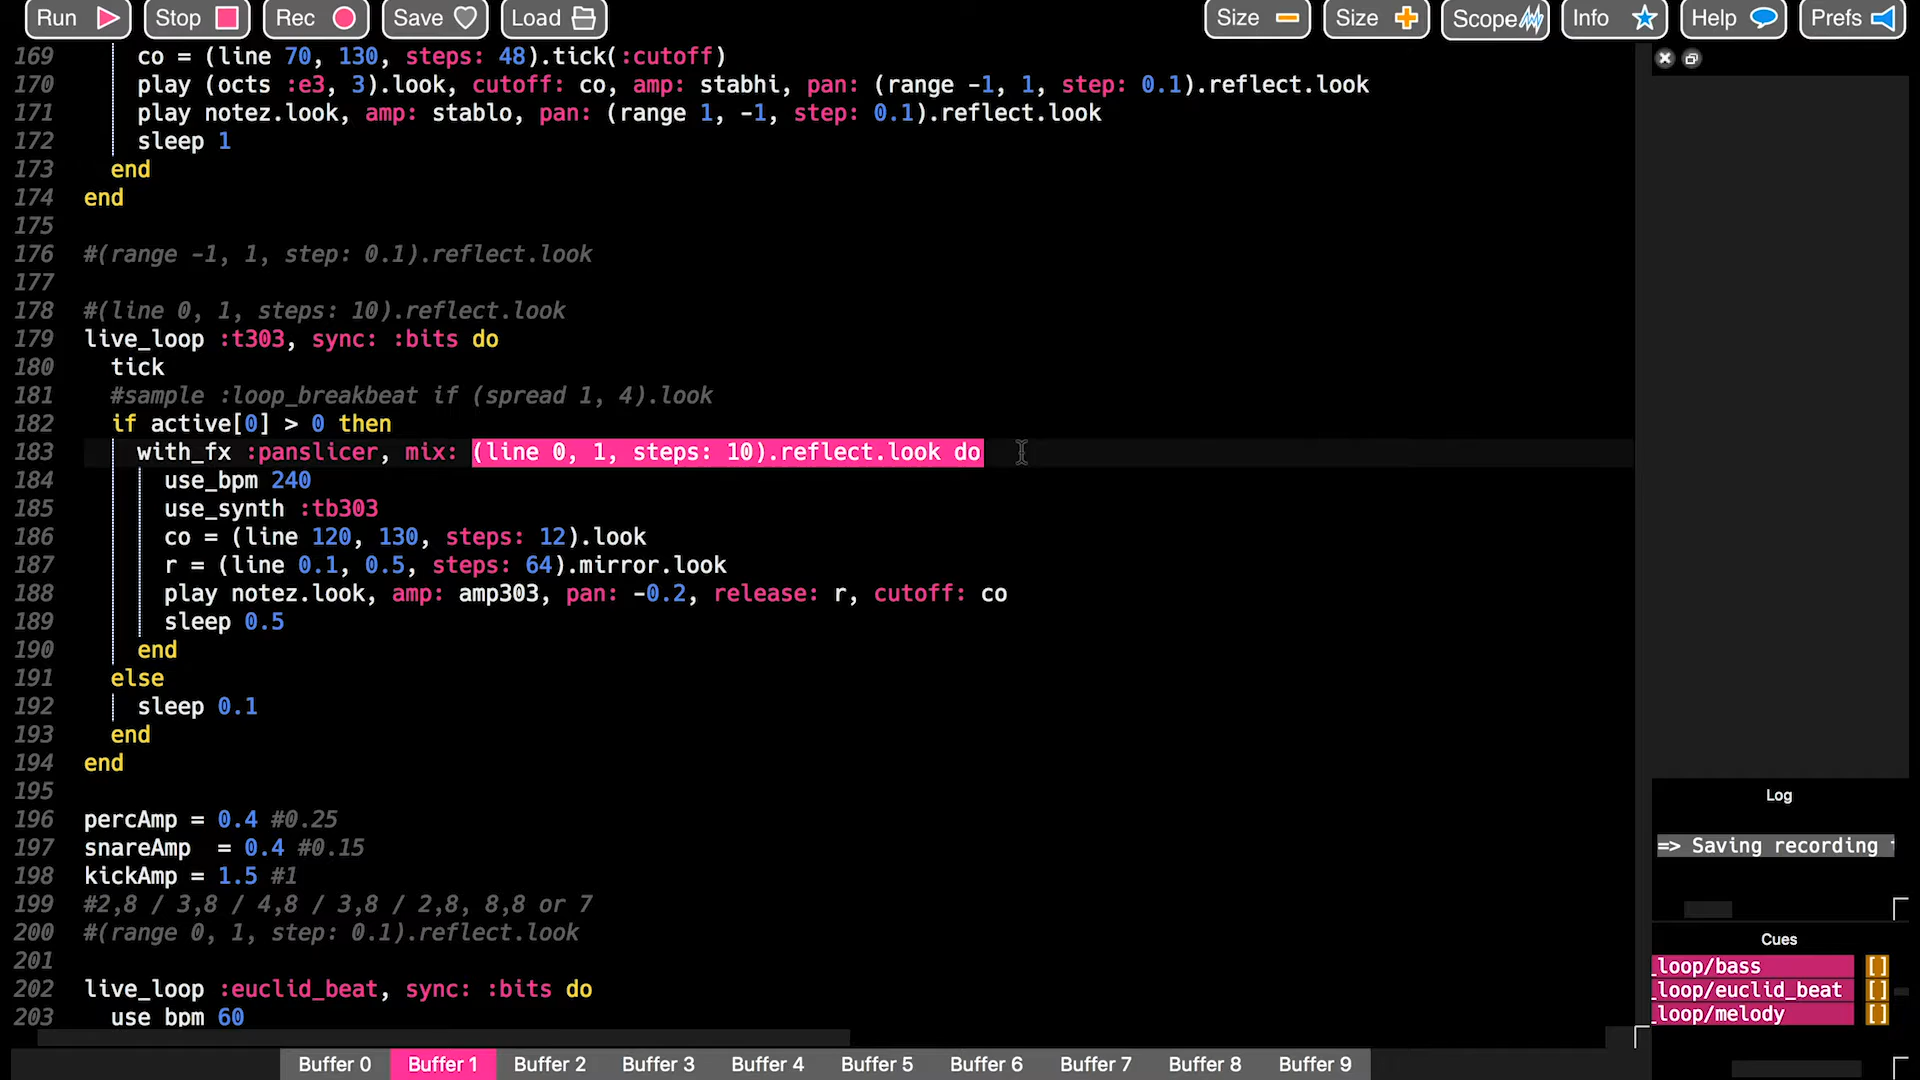 Run Stop Rec Save Load Size Size Scope Info Help Prefs
169 co = (line 70, 130, steps: 48).tick(:cutoff)
170 play (octs :e3, 3).look, cutoff: co, amp: stabhi, pan: (range -1, 1, step: 0.1).reflect.look
171 play notez.look, amp: stablo, pan: (range 1, -1, step: 0.1).reflect.look
172 sleep 1
173 end
174 end
175
176 #(range -1, 1, step: 0.1).reflect.look
177
178 #(line 0, 1, steps: 10).reflect.look
179 live_loop :t303, sync: :bits do
180 tick
181 #sample :loop_breakbeat if (spread 1, 4).look
182 if active[0] > 0 then
183 with_fx :panslicer, mix: (line 0, 1, steps: 10).reflect.look do
184 use_bpm 240
185 use_synth :tb303
186 co = (line 120, 130, steps: 12).look
187 r = (line 0.1, 0.5, steps: 64).mirror.look
188 play notez.look, amp: amp303, pan: -0.2, release: r, cutoff: co
189 sleep 0.5
190 end
191 else
192 sleep 0.1
193 end
194 end
195
196 percAmp = 0.4 #0.25
197 snareAmp  = 0.4 #0.15
198 kickAmp = 1.5 #1
199 #2,8 / 3,8 / 4,8 / 3,8 / 2,8, 8,8 or 7
200 #(range 0, 1, step: 0.1).reflect.look
201
202 live_loop :euclid_beat, sync: :bits do
203 use_bpm 60
Log
=> Saving recording
Cues
_loop/bass []
_loop/euclid_beat []
_loop/melody []
Buffer 0 Buffer 1 Buffer 2 Buffer 3 Buffer 4 Buffer 5 Buffer 6 Buffer 7 Buffer 8 Buffer 9